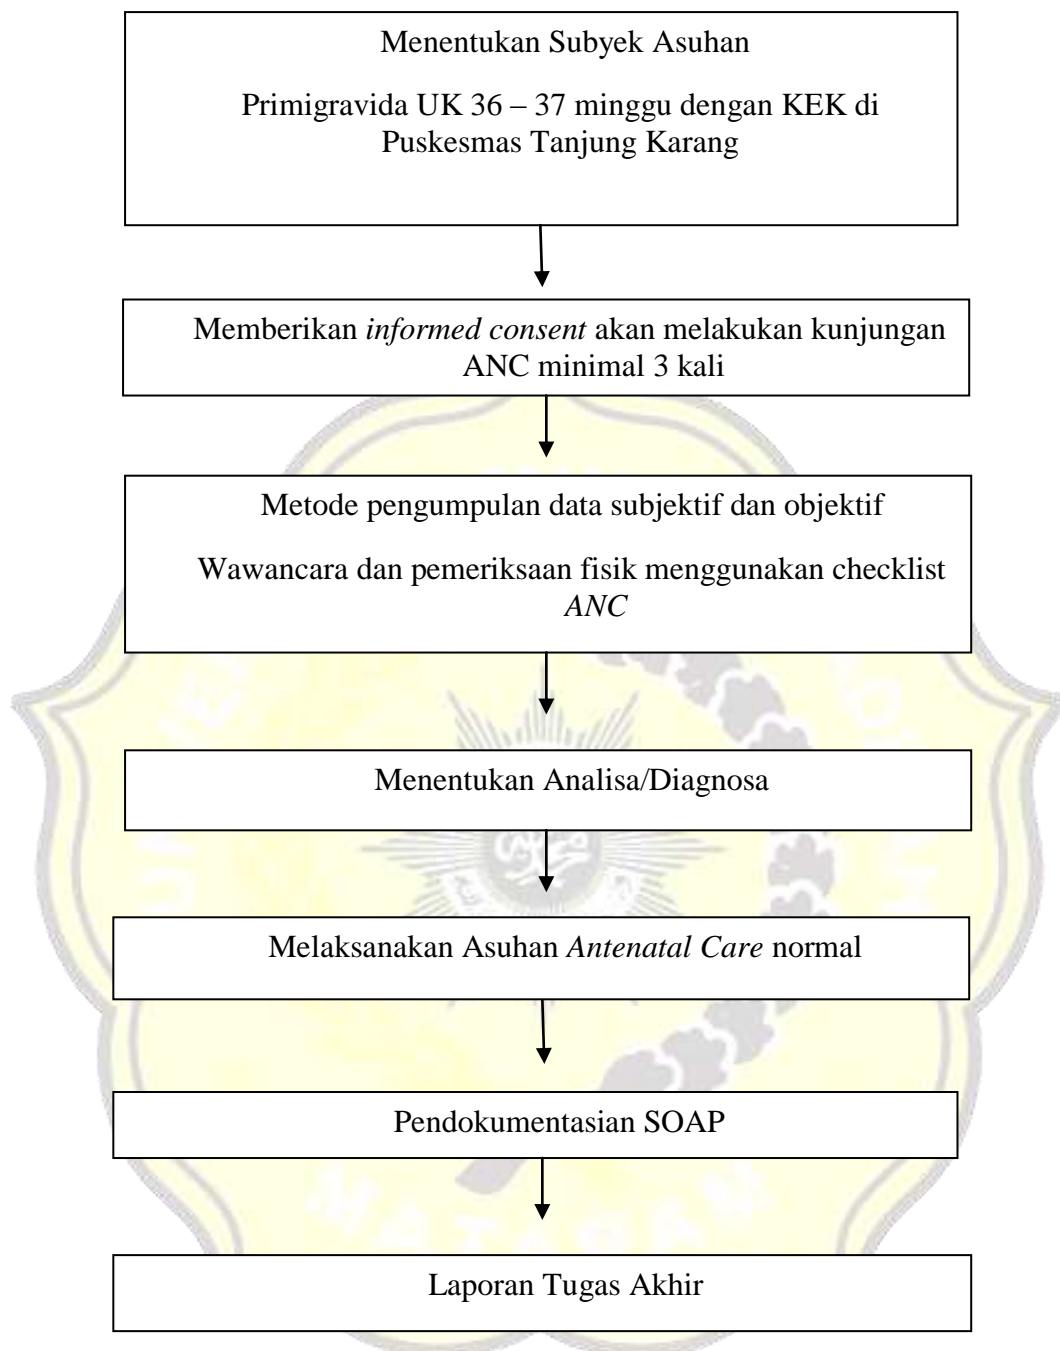 Menentukan Subyek Asuhan
Primigravida UK 36 – 37 minggu dengan KEK di
Puskesmas Tanjung Karang
Memberikan informed consent akan melakukan kunjungan
ANC minimal 3 kali
Metode pengumpulan data subjektif dan objektif
Wawancara dan pemeriksaan fisik menggunakan checklist
ANC
Menentukan Analisa/Diagnosa
Melaksanakan Asuhan Antenatal Care normal
Pendokumentasian SOAP
MATARAM
Laporan Tugas Akhir